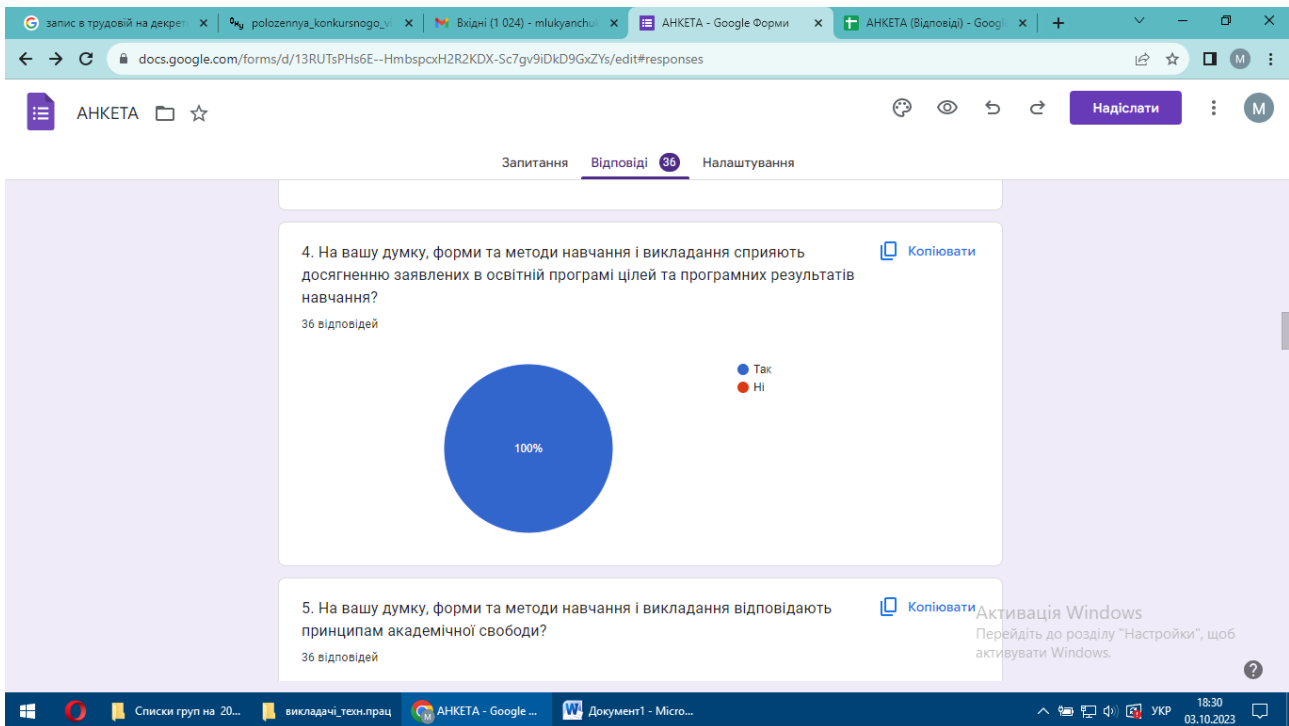 запис в трудовій на декрет
polozennya_konkursnogo_vi
Вхідні (1 024) - mlukyanchu
АНКЕТА - Google Форми
АНКЕТА (Відповіді) - Googl
docs.google.com/forms/d/13RUTsPHs6E--HmbspcxH2R2KDX-Sc7gv9iDkD9GxZYs/edit#responses
M
АНКЕТА
Надіслати
M
Запитання
Відповіді 36
Налаштування
4. На вашу думку, форми та методи навчання і викладання сприяють
досягненню заявлених в освітній програмі цілей та програмних результатів
навчання?
Копіювати
36 відповідей
Так
Ні
100%
5. На вашу думку, форми та методи навчання і викладання відповідають
принципам академічної свободи?
Копіювати
36 відповідей
Активація Windows
Перейдіть до розділу "Настройки", щоб
активувати Windows.
Списки груп на 20...
викладачі_техн.прац
АНКЕТА - Google ...
Документ1 - Micro...
УКР
18:30
03.10.2023